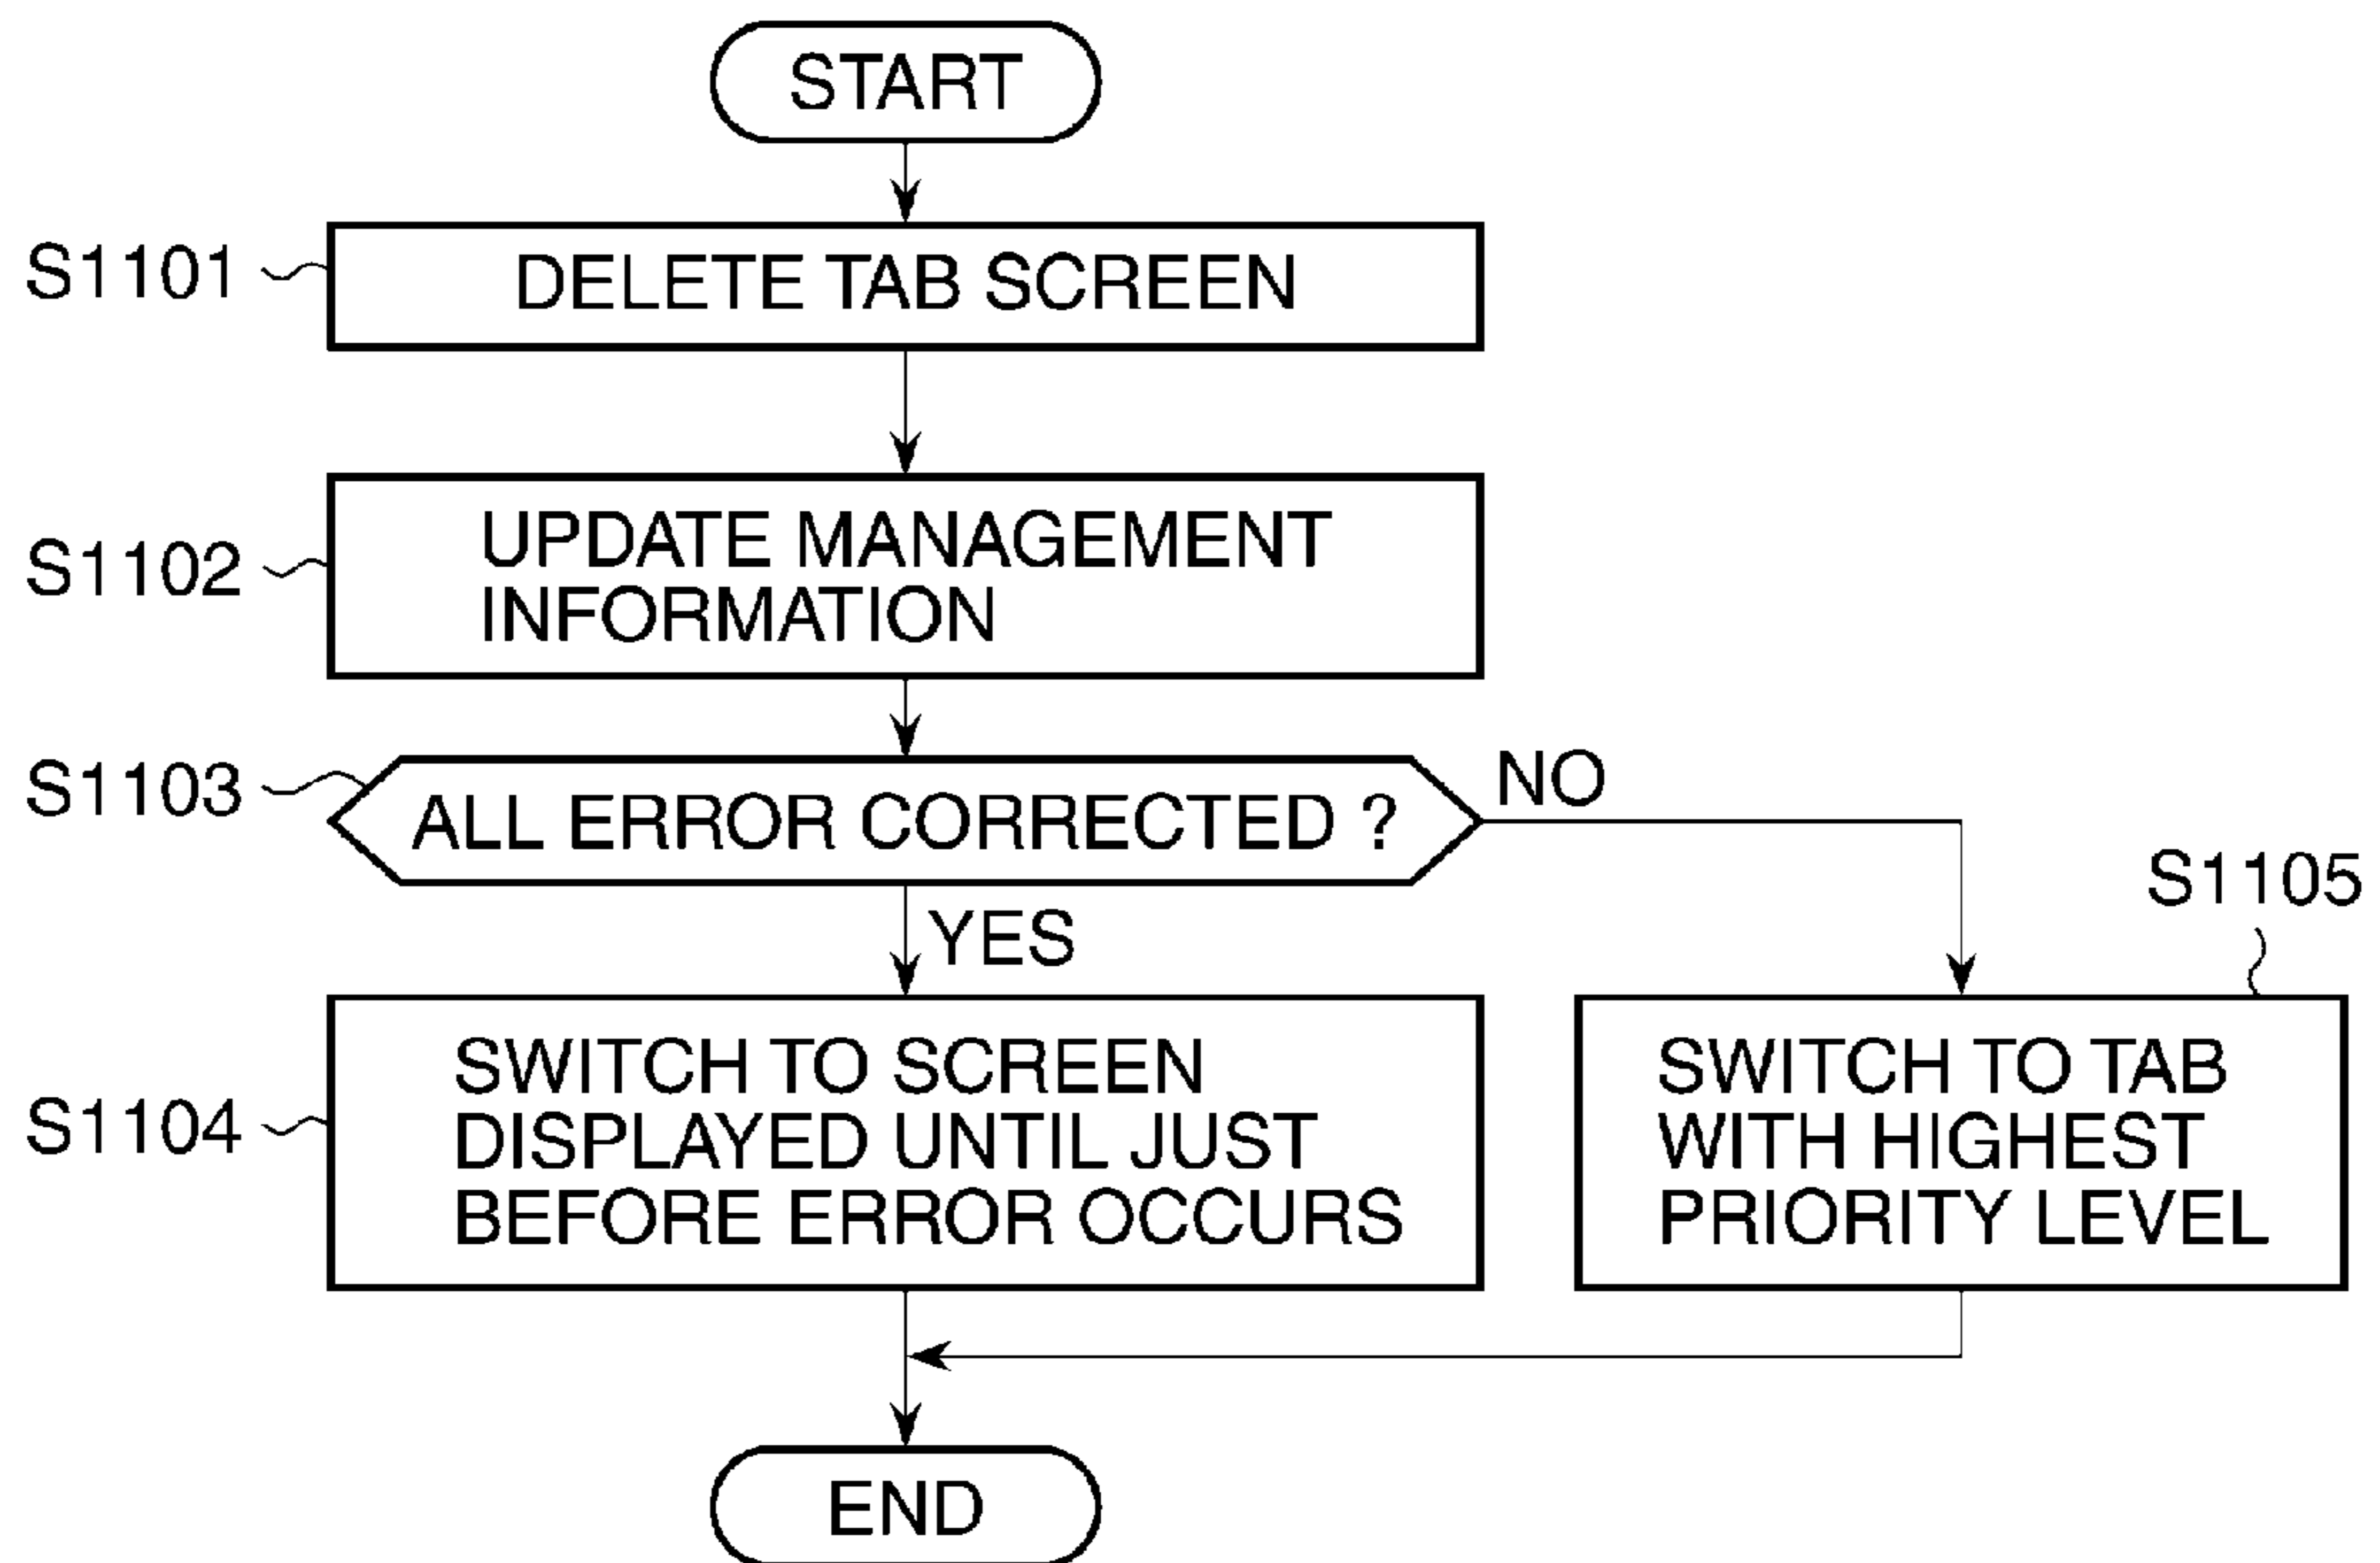 START
S1101
DELETE TAB SCREEN
S1102
UPDATE MANAGEMENT
INFORMATION
S1103
ALL ERROR CORRECTED ?
NO
YES
S1105
S1104
SWITCH TO SCREEN
DISPLAYED UNTIL JUST
BEFORE ERROR OCCURS
SWITCH TO TAB
WITH HIGHEST
PRIORITY LEVEL
END